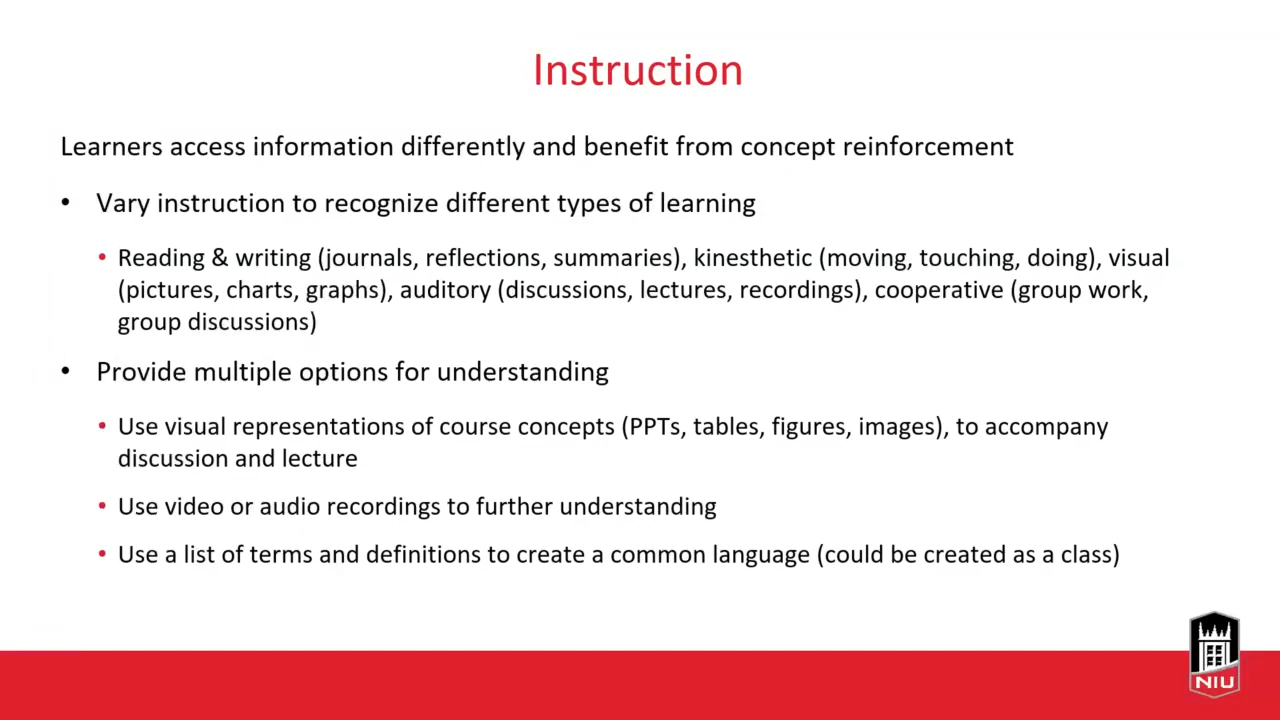 Instruction
Learners access information differently and benefit from concept reinforcement
• Vary instruction to recognize different types of learning
• Reading & writing (journals, reflections, summaries), kinesthetic (moving, touching, doing), visual
(pictures, charts, graphs), auditory (discussions, lectures, recordings), cooperative (group work,
group discussions)
• Provide multiple options for understanding
• Use visual representations of course concepts (PPTs, tables, figures, images), to accompany
discussion and lecture
• Use video or audio recordings to further understanding
• Use a list of terms and definitions to create a common language (could be created as a class)
NIU